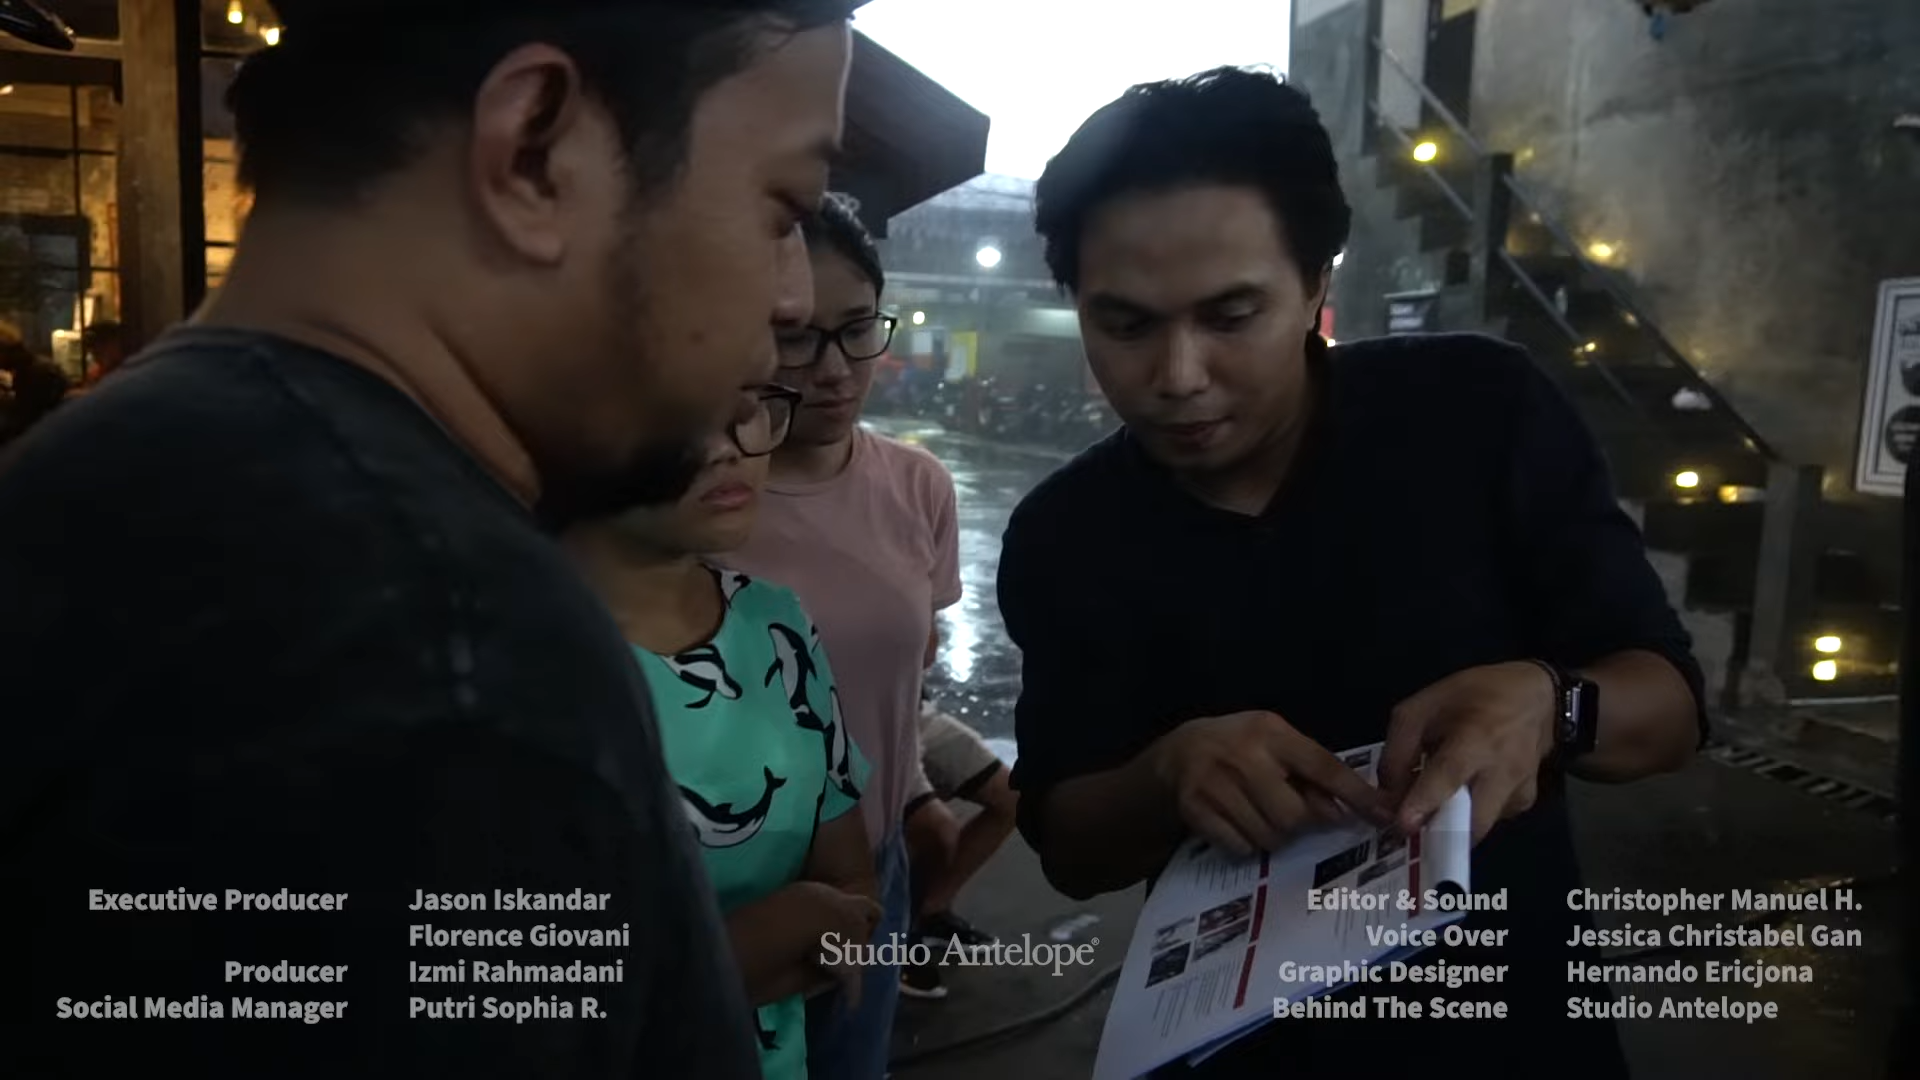 Executive Producer Jason Iskandar
Florence Giovani
Producer Izmi Rahmadani
Social Media Manager Putri Sophia R.
Studio Antelope®
Editor & Sound Christopher Manuel H.
Voice Over Jessica Christabel Gan
Graphic Designer Hernando Ericjona
Behind The Scene Studio Antelope